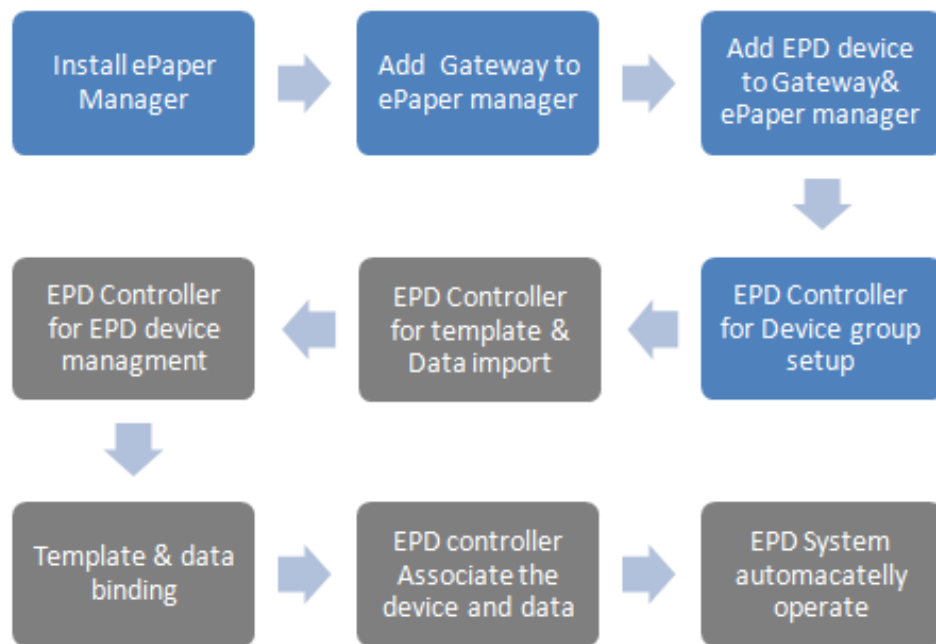 Install ePaper
Manager
Add Gateway to
ePaper manager
Add EPD device
to Gateway&
ePaper manager
EPD Controller
for Device group
setup
EPD Controller
for template &
Data import
EPD Controller
for EPD device
managment
Template & data
binding
EPD controller
Associate the
device and data
EPD System
automacatelly
operate